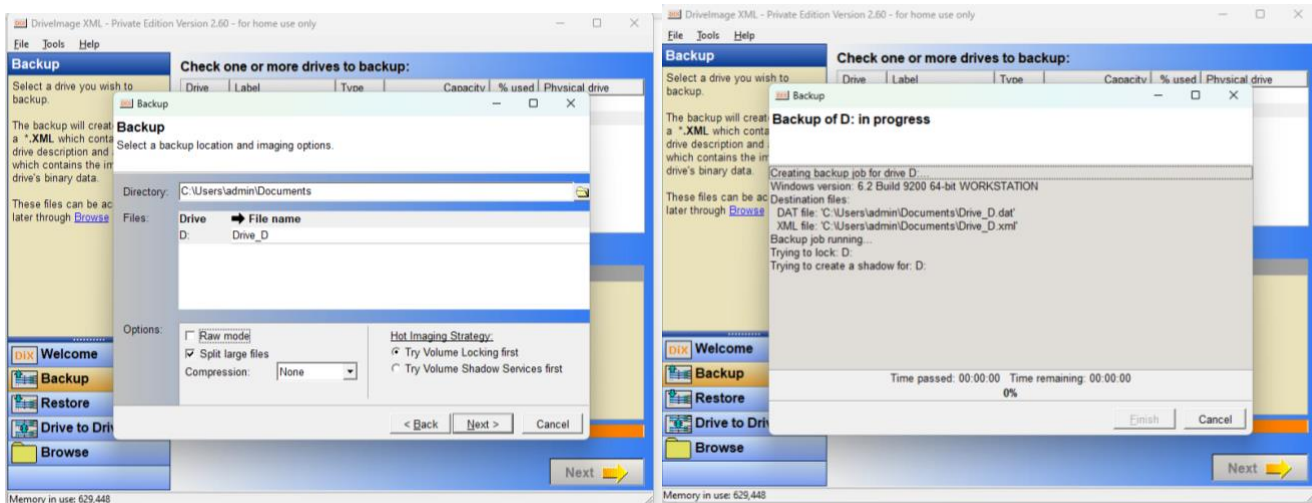 DriveImage XML - Private Edition Version 2.60 - for home use only
File Tools Help
Backup
Select a drive you wish to
backup.
The backup will creat
a *.XML which conta
drive description and
which contains the im
drive's binary data.
These files can be ac
later through Browse
Check one or more drives to backup:
Drive Label Type Capacity % used Physical drive
Backup
Backup
Select a backup location and imaging options.
Directory: C:\Users\admin\Documents
Files: Drive File name
D: Drive_D
Options:
Raw mode
Split large files
Compression: None
Hot Imaging Strategy:
Try Volume Locking first
Try Volume Shadow Services first
< Back Next > Cancel
DiX Welcome
Backup
Restore
Drive to Driv
Browse
Next
Memory in use: 629,448
DriveImage XML - Private Edition Version 2.60 - for home use only
File Tools Help
Backup
Select a drive you wish to
backup.
The backup will creat
a *.XML which conta
drive description and
which contains the im
drive's binary data.
These files can be ac
later through Browse
Check one or more drives to backup:
Drive Label Type Capacity % used Physical drive
Backup
Backup of D: in progress
Creating backup job for drive D:...
Windows version: 6.2 Build 9200 64-bit WORKSTATION
Destination files:
DAT file: 'C:\Users\admin\Documents\Drive_D.dat'
XML file: 'C:\Users\admin\Documents\Drive_D.xml'
Backup job running...
Trying to lock: D:
Trying to create a shadow for: D:
Time passed: 00:00:00 Time remaining: 00:00:00
0%
Finish Cancel
DiX Welcome
Backup
Restore
Drive to Driv
Browse
Next
Memory in use: 629,448